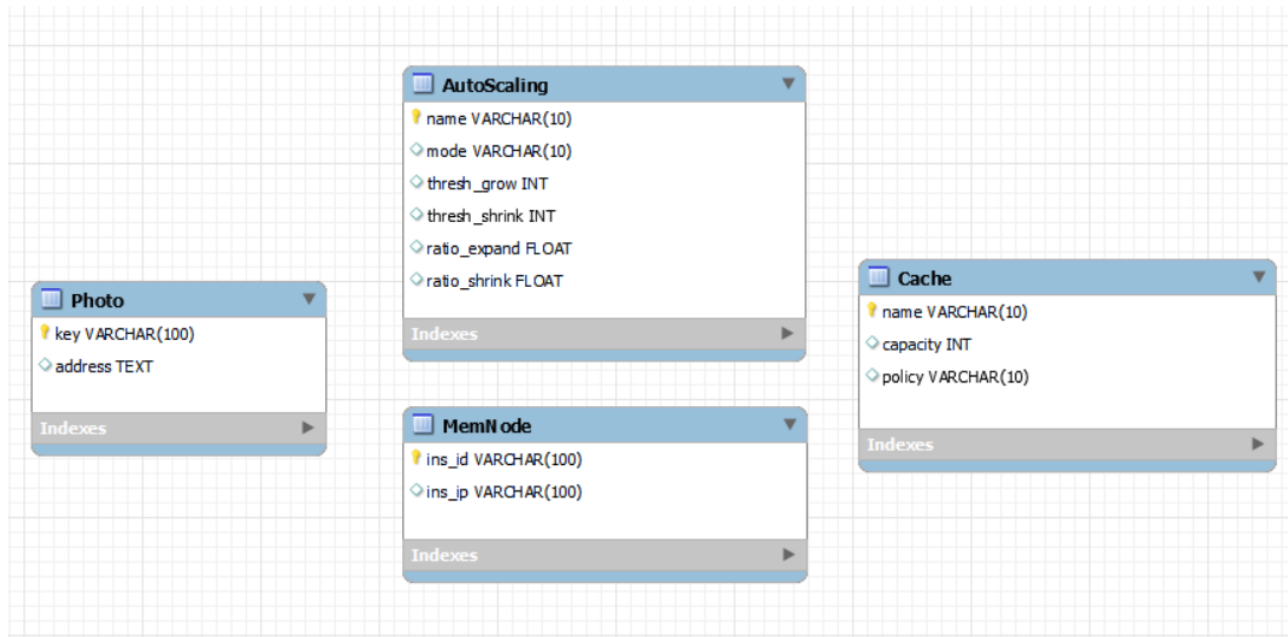 AutoScaling
name VARCHAR(10)
mode VARCHAR(10)
thresh_grow INT
thresh_shrink INT
ratio_expand FLOAT
ratio_shrink FLOAT
Indexes
Photo
key VARCHAR(100)
address TEXT
Indexes
MemNode
ins_id VARCHAR(100)
ins_ip VARCHAR(100)
Indexes
Cache
name VARCHAR(10)
capacity INT
policy VARCHAR(10)
Indexes